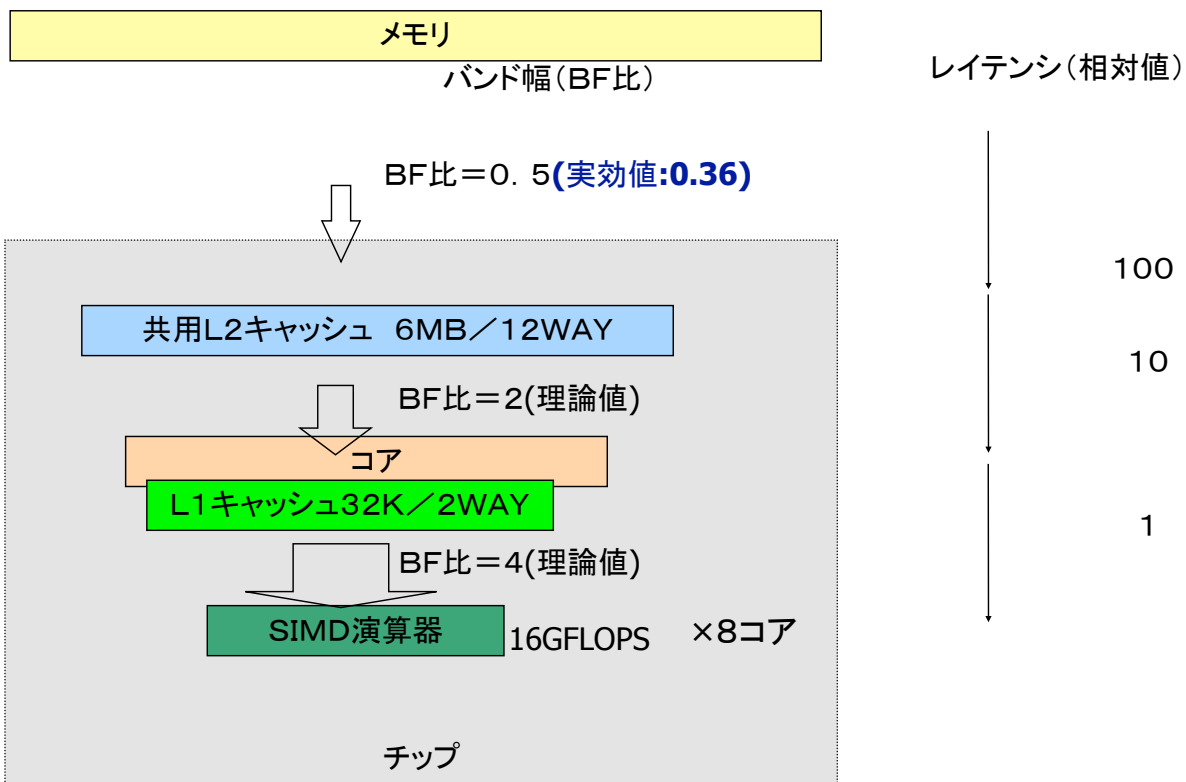 メモリ
バンド幅（ＢＦ比）
レイテンシ（相対値）
ＢＦ比＝０．５(実効値:0.36)
１００
共用Ｌ２キャッシュ　６ＭＢ／１２ＷＡＹ
１０
ＢＦ比＝２(理論値)
コア
Ｌ１キャッシュ３２Ｋ／２ＷＡＹ
１
ＢＦ比＝４(理論値)
ＳＩＭＤ演算器
16GFLOPS
×８コア
チップ